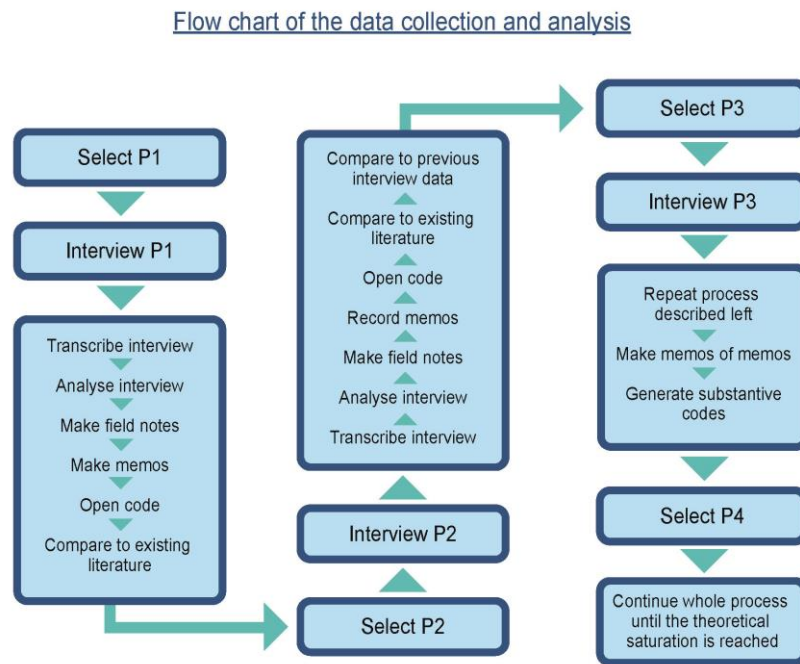 Flow chart of the data collection and analysis
Select P1
Interview P1
Transcribe interview
Analyse interview
Make field notes
Make memos
Open code
Compare to existing
literature
Select P2
Interview P2
Transcribe interview
Analyse interview
Make field notes
Record memos
Open code
Compare to existing
literature
Compare to previous
interview data
Select P3
Interview P3
Repeat process
described left
Make memos of memos
Generate substantive
codes
Select P4
Continue whole process
until the theoretical
saturation is reached